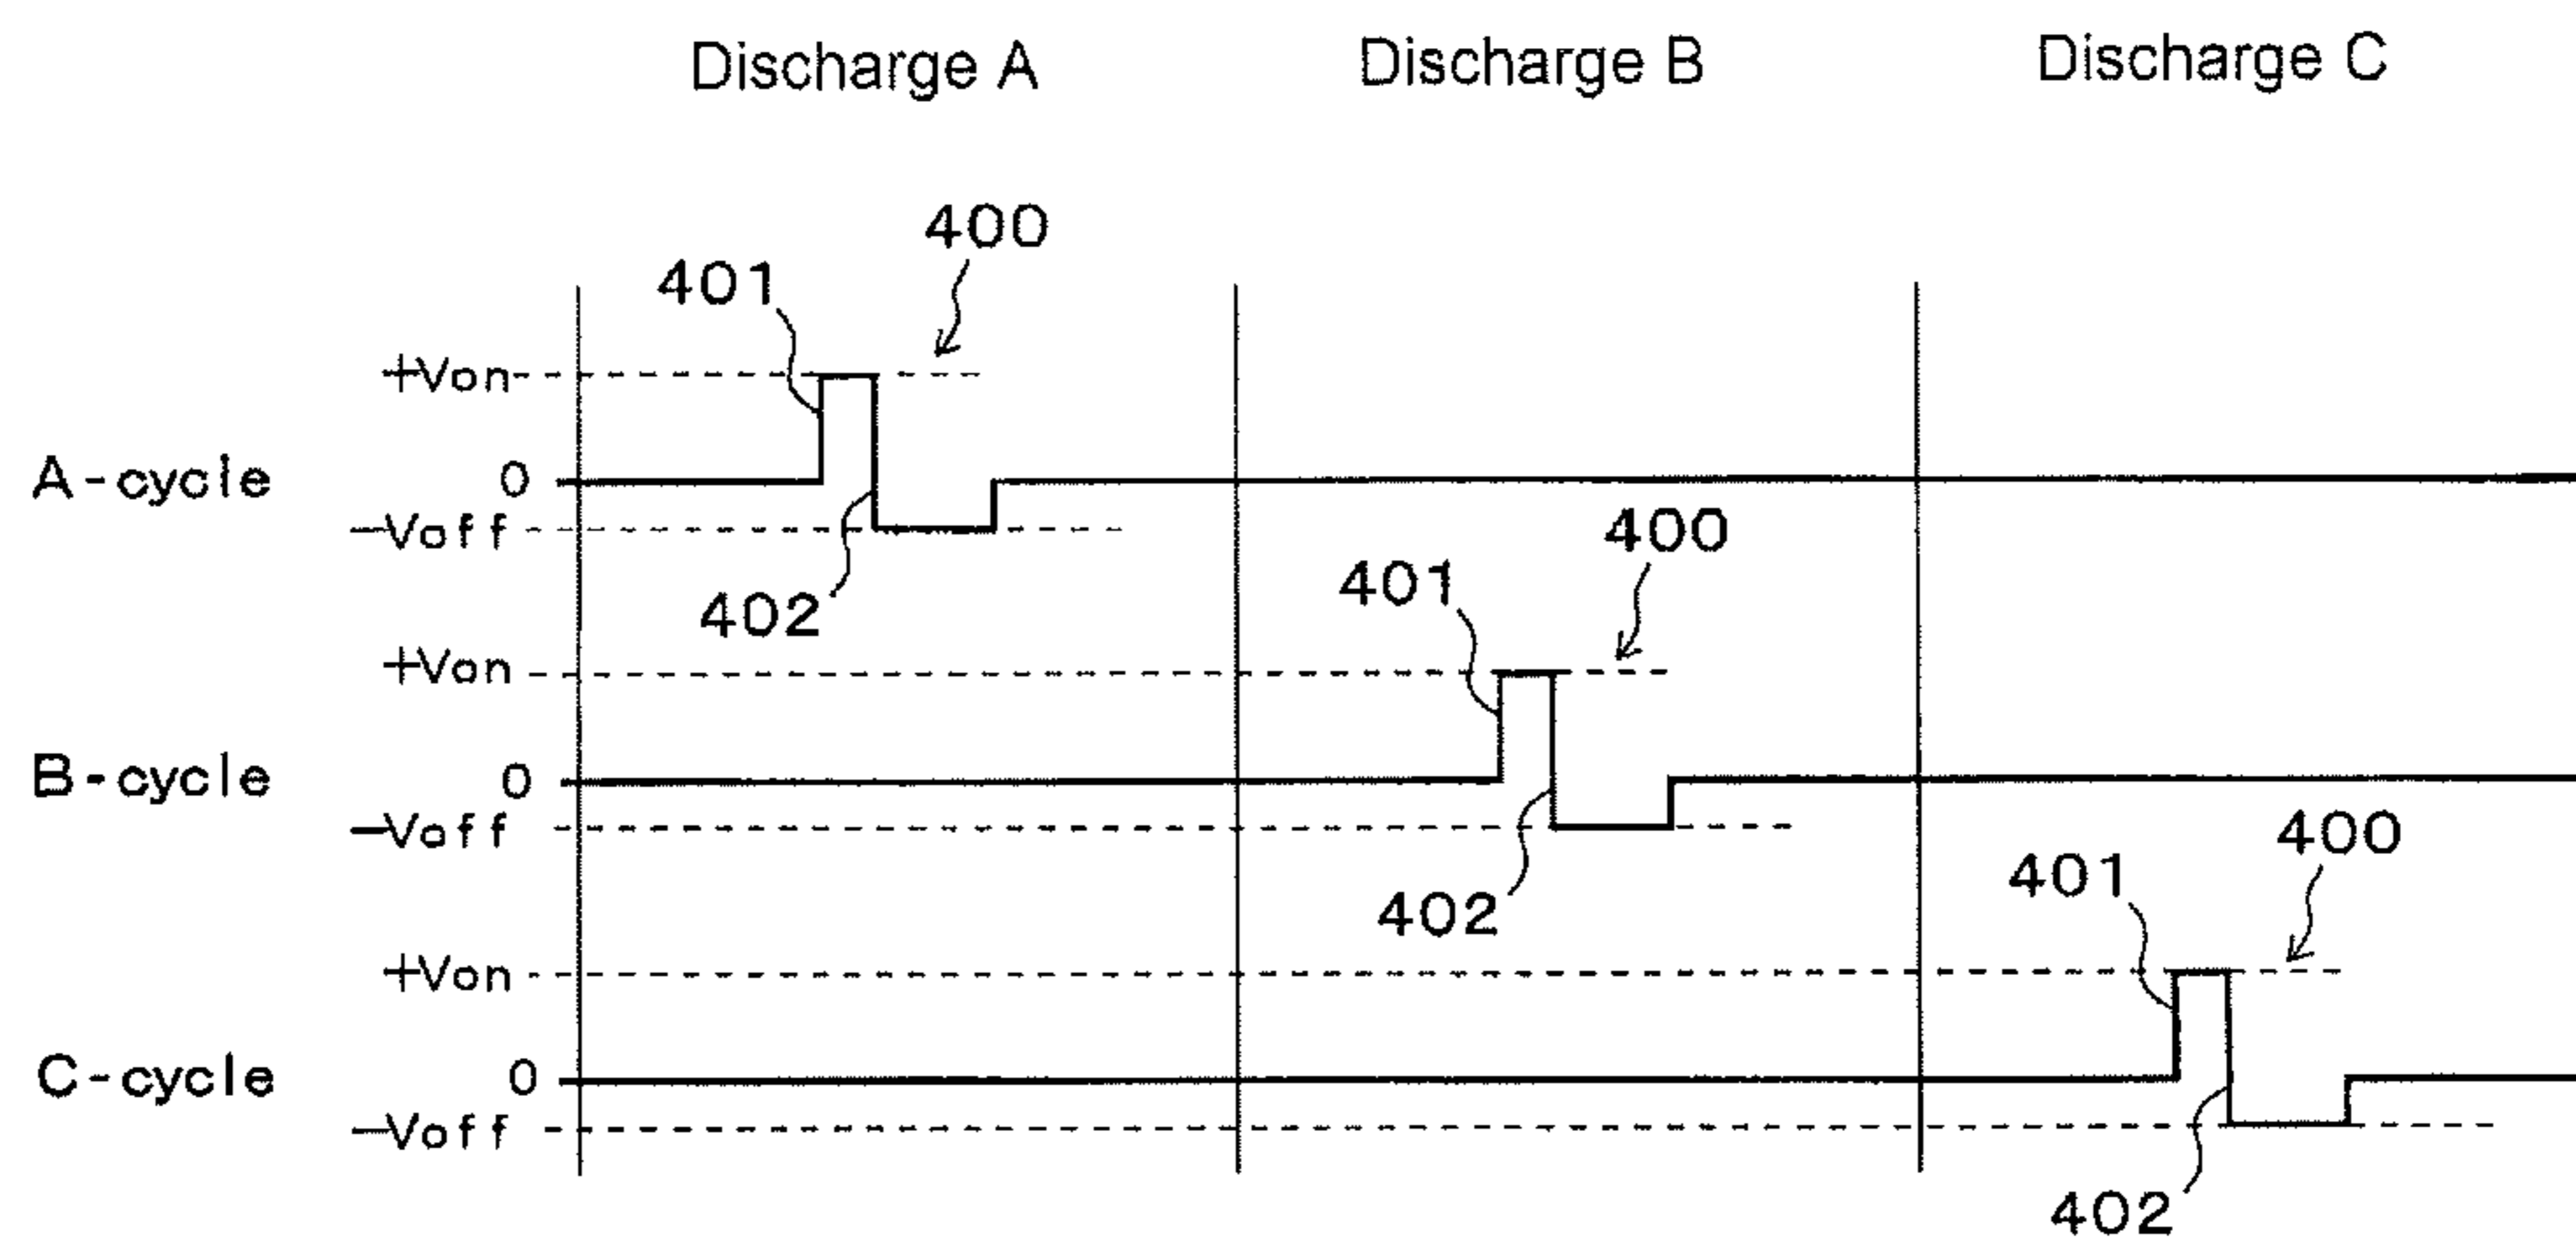 Discharge A Discharge B Discharge C
400
401
+Von
A-cycle 0
-Voff
402
400
401
+Von
B-cycle 0
-Voff
402
400
401
+Von
C-cycle 0
-Voff
402